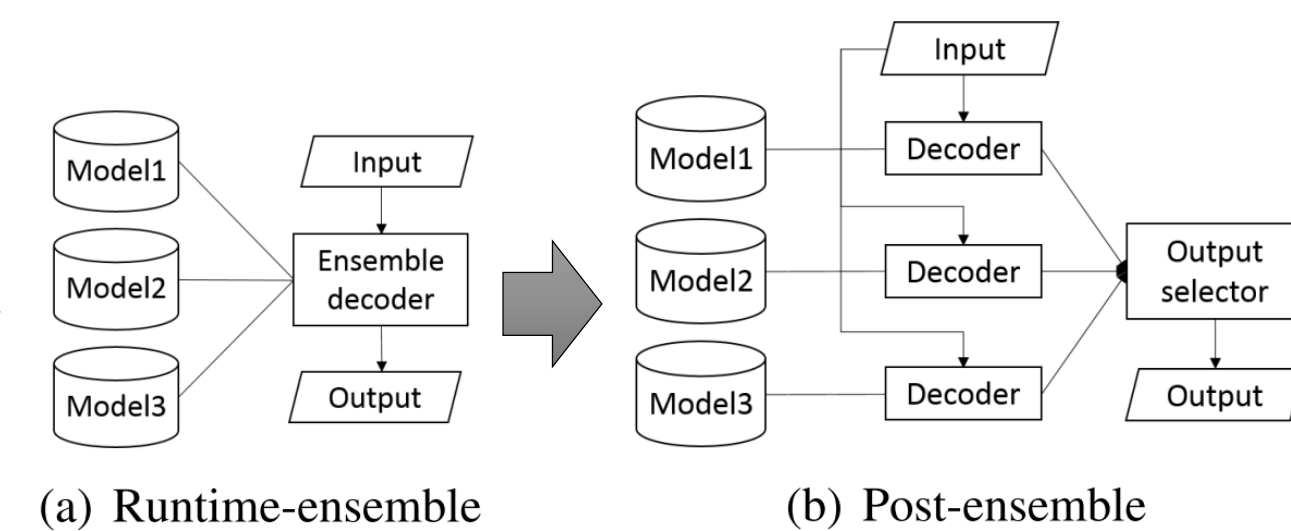 Model1
Model2
Model3
Input
Ensemble
decoder
Output
(a) Runtime-ensemble
Input
Model1
Decoder
Model2
Decoder
Model3
Decoder
Output
selector
Output
(b) Post-ensemble